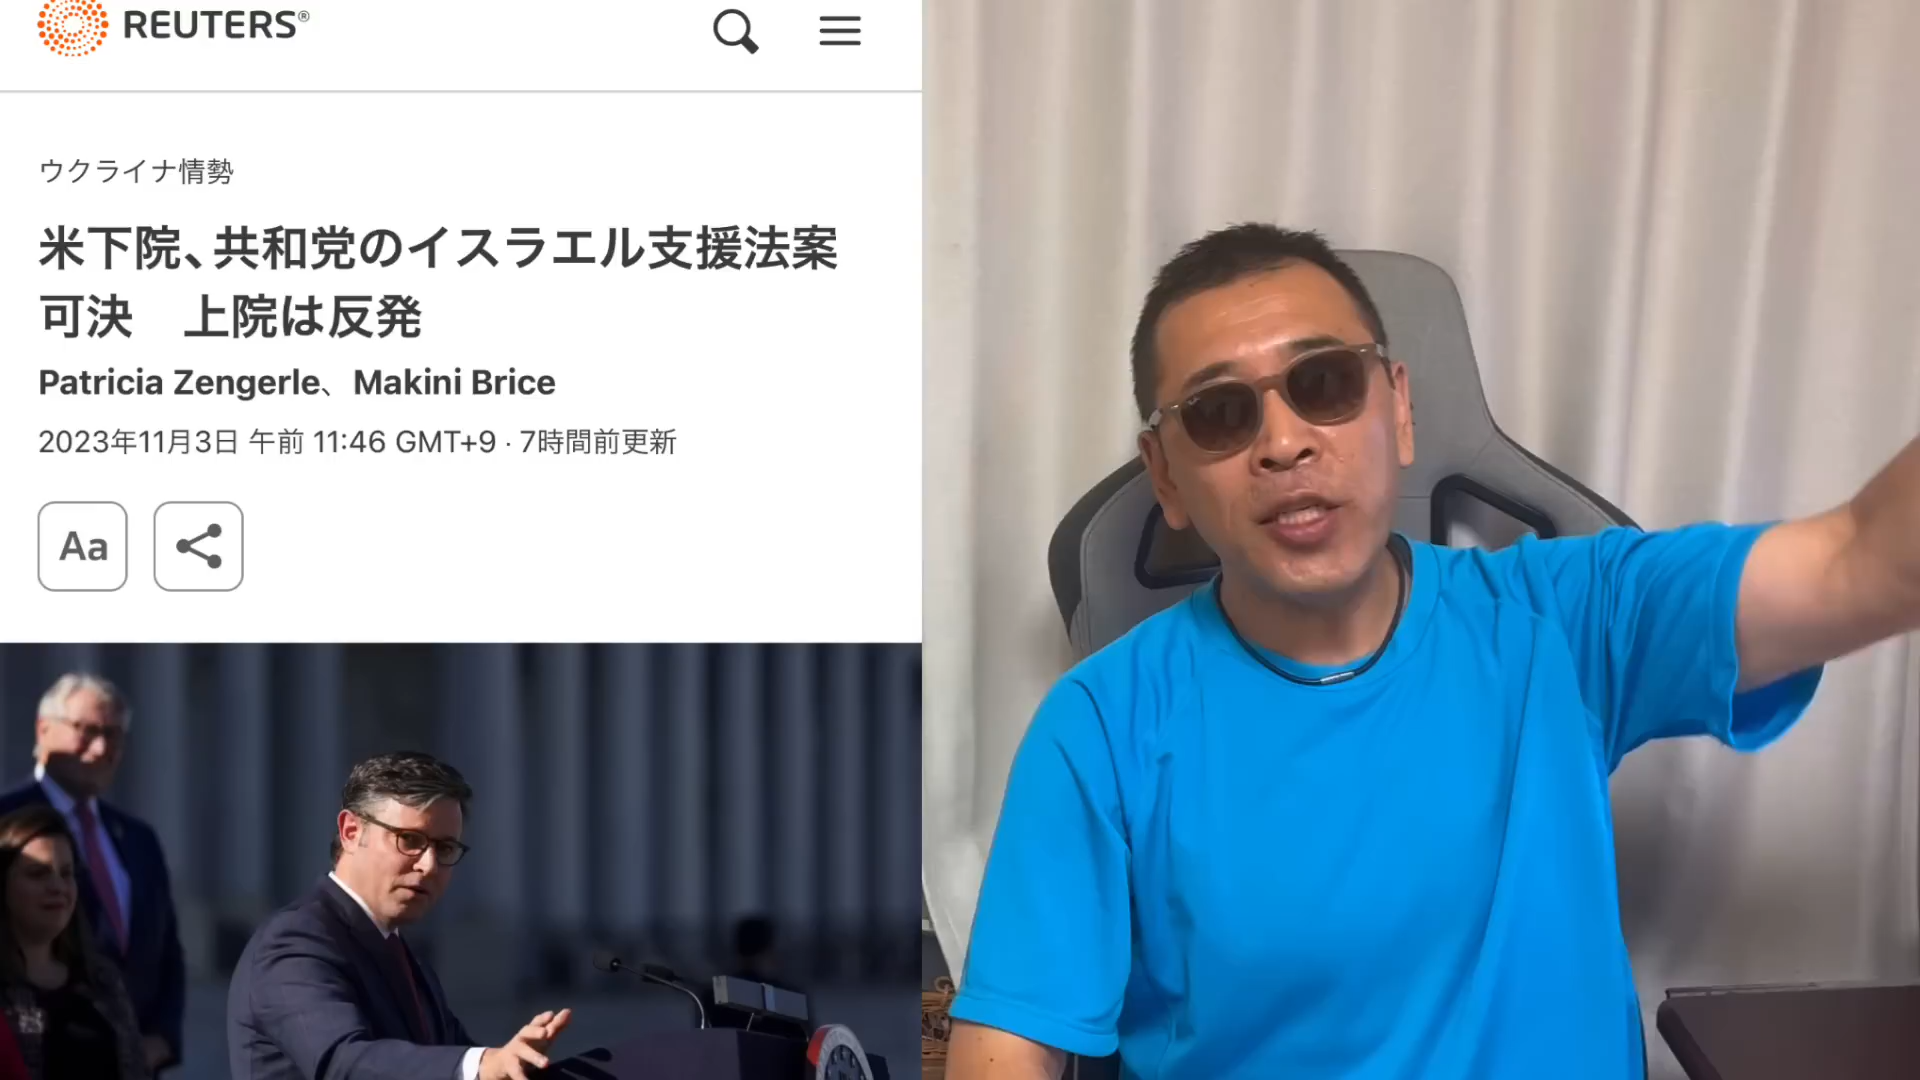 REUTERS®
ウクライナ情勢
米下院、共和党のイスラエル支援法案
可決　上院は反発
Patricia Zengerle、Makini Brice
2023年11月3日 午前 11:46 GMT+9 · 7時間前更新
Aa